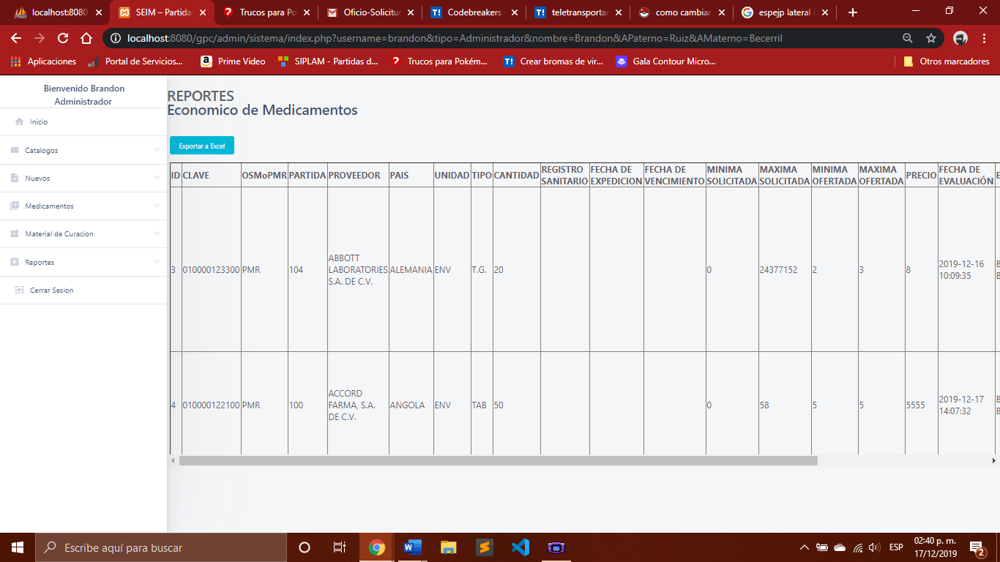 localhost:8080
SEIM – Partidas
Trucos para Po
Oficio-Solicitud
Codebreakers
teletransportar
como cambiar
espejp lateral i
localhost:8080/gpc/admin/sistema/index.php?username=brandon&tipo=Administrador&nombre=Brandon&APaterno=Ruiz&AMaterno=Becerril
Aplicaciones
Portal de Servicios...
Prime Video
SIPLAM - Partidas d...
Trucos para Pokém...
Crear bromas de vir...
Gala Contour Micro...
Otros marcadores
Bienvenido Brandon
Administrador
Inicio
Catalogos
Nuevos
Medicamentos
Material de Curacion
Reportes
Cerrar Sesion
REPORTES
Economico de Medicamentos
Exportar a Excel
ID CLAVE OSMoPMR PARTIDA PROVEEDOR PAIS UNIDAD TIPO CANTIDAD REGISTRO SANITARIO FECHA DE EXPEDICION FECHA DE VENCIMIENTO MINIMA SOLICITADA MAXIMA SOLICITADA MINIMA OFERTADA MAXIMA OFERTADA PRECIO FECHA DE EVALUACIÓN E
3 010000123300 PMR 104 ABBOTT LABORATORIES S.A. DE C.V. ALEMANIA ENV T.G. 20 0 24377152 2 3 8 2019-12-16 10:09:35
4 010000122100 PMR 100 ACCORD FARMA, S.A. DE C.V. ANGOLA ENV TAB 50 0 58 5 5 5555 2019-12-17 14:07:32
Escribe aquí para buscar
ESP
02:40 p. m.
17/12/2019
2